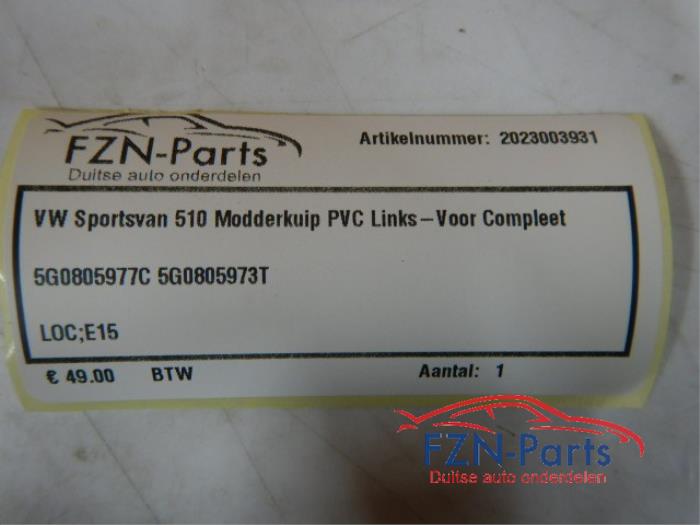 FZN-Parts
Duitse auto onderdelen
Artikelnummer: 2023003931
VW Sportsvan 510 Modderkuip PVC Links-Voor Compleet
5G0805977C 5G0805973T
LOC;E15
€ 49.00 BTW Aantal: 1
FZN-Parts
Duitse auto onderdelen